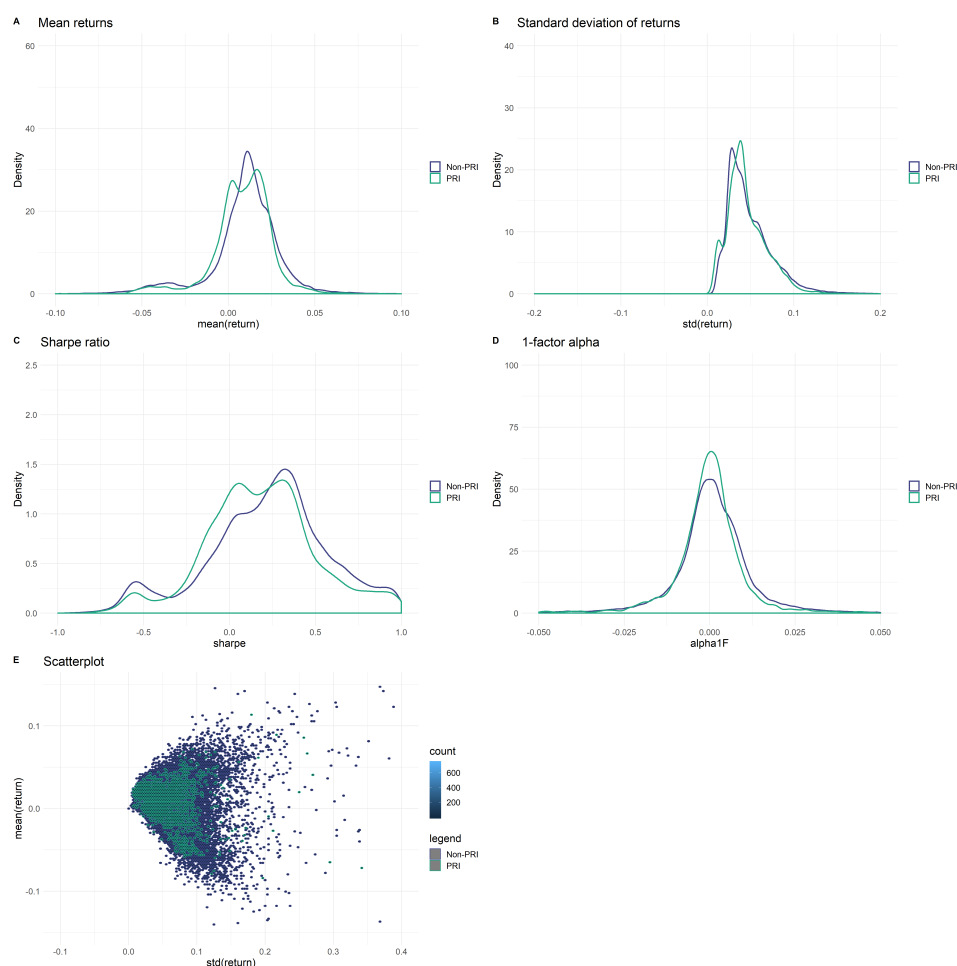 A Mean returns
60
40
20
0
Density
-0.10 -0.05 0.00 0.05 0.10
mean(return)
Non-PRI
PRI
B Standard deviation of returns
40
30
20
10
0
Density
-0.2 -0.1 0.0 0.1 0.2
std(return)
Non-PRI
PRI
C Sharpe ratio
2.5
2.0
1.5
1.0
0.5
0.0
Density
-1.0 -0.5 0.0 0.5 1.0
sharpe
Non-PRI
PRI
D 1-factor alpha
100
75
50
25
0
Density
-0.050 -0.025 0.000 0.025 0.050
alpha1F
Non-PRI
PRI
E Scatterplot
0.1
0.0
-0.1
mean(return)
-0.1 0.0 0.1 0.2 0.3 0.4
std(return)
count
600
400
200
legend
Non-PRI
PRI